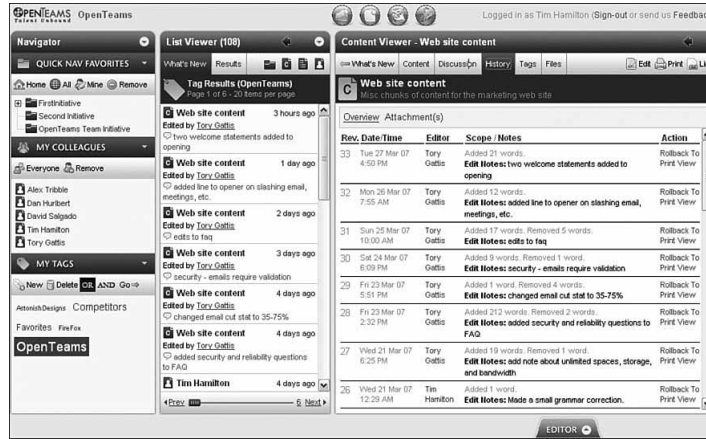 OPENTEAMS OpenTeams
Talent Unbound
Logged in as Tim Hamilton (Sign-out or send us Feedbac
Navigator
QUICK NAV FAVORITES
Home All Mine Remove
FirstInitiative
Second Initiative
OpenTeams Team Initiative
MY COLLEAGUES
Everyone Remove
Alex Tribble
Dan Hurlbert
David Salgado
Tim Hamilton
Tory Gattis
MY TAGS
New Delete OR AND Go
AstonishDesigns Competitors
Favorites FireFox
OpenTeams
List Viewer (108)
What's New Results
Tag Results (OpenTeams)
Page 1 of 6 - 20 items per page
Web site content 3 hours ago
Edited by Tory Gattis
two welcome statements added to
opening
Web site content 1 day ago
Edited by Tory Gattis
added line to opener on slashing email,
meetings, etc.
Web site content 2 days ago
Edited by Tory Gattis
edits to faq
Web site content 3 days ago
Edited by Tory Gattis
security - emails require validation
Web site content 4 days ago
Edited by Tory Gattis
changed email cut stat to 35-75%
Web site content 4 days ago
Edited by Tory Gattis
added security and reliability questions
to FAQ
Tim Hamilton 4 days ago
Prev 6 Next
Content Viewer - Web site content
What's New Content Discussion History Tags Files Edit Print Li
Web site content
Misc chunks of content for the marketing web site
Overview Attachment(s)
Rev. Date/Time Editor Scope / Notes Action
33 Tue 27 Mar 07 Tory Added 21 words. Rollback To
4:50 PM Gattis Edit Notes: two welcome statements added to Print View
opening
32 Mon 26 Mar 07 Tory Added 12 words. Rollback To
7:55 AM Gattis Edit Notes: added line to opener on slashing email, Print View
meetings, etc.
31 Sun 25 Mar 07 Tory Added 17 words. Removed 5 words. Rollback To
10:00 AM Gattis Edit Notes: edits to faq Print View
30 Sat 24 Mar 07 Tory Added 9 words. Removed 1 word. Rollback To
6:09 PM Gattis Edit Notes: security - emails require validation Print View
29 Fri 23 Mar 07 Tory Added 1 word. Removed 4 words. Rollback To
5:51 PM Gattis Edit Notes: changed email cut stat to 35-75% Print View
28 Fri 23 Mar 07 Tory Added 212 words. Removed 2 words. Rollback To
2:32 PM Gattis Edit Notes: added security and reliability questions to Print View
FAQ
27 Wed 21 Mar 07 Tory Added 19 words. Removed 1 word. Rollback To
6:25 PM Gattis Edit Notes: add note about unlimited spaces, storage, Print View
and bandwidth
26 Wed 21 Mar 07 Tim Added 1 word. Rollback To
12:29 AM Hamilton Edit Notes: Made a small grammar correction. Print View
EDITOR